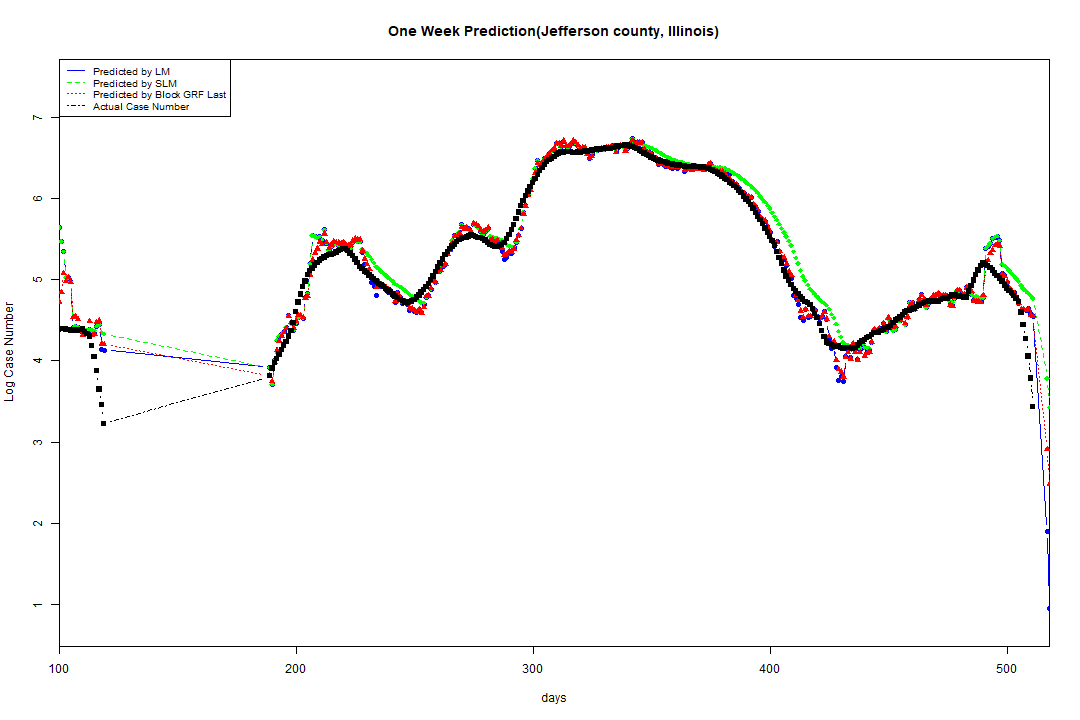 One Week Prediction(Jefferson county, Illinois)
Predicted by LM
Predicted by SLM
Predicted by Block GRF Last
Actual Case Number
Log Case Number
7
6
5
4
3
2
1
100 200 300 400 500
days